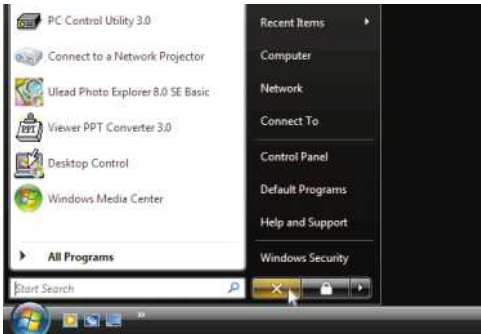 PC Control Utility 3.0
Connect to a Network Projector
Ulead Photo Explorer 8.0 SE Basic
PPT
Viewer PPT Converter 3.0
Desktop Control
Windows Media Center
All Programs
Start Search
Recent Items
Computer
Network
Connect To
Control Panel
Default Programs
Help and Support
Windows Security